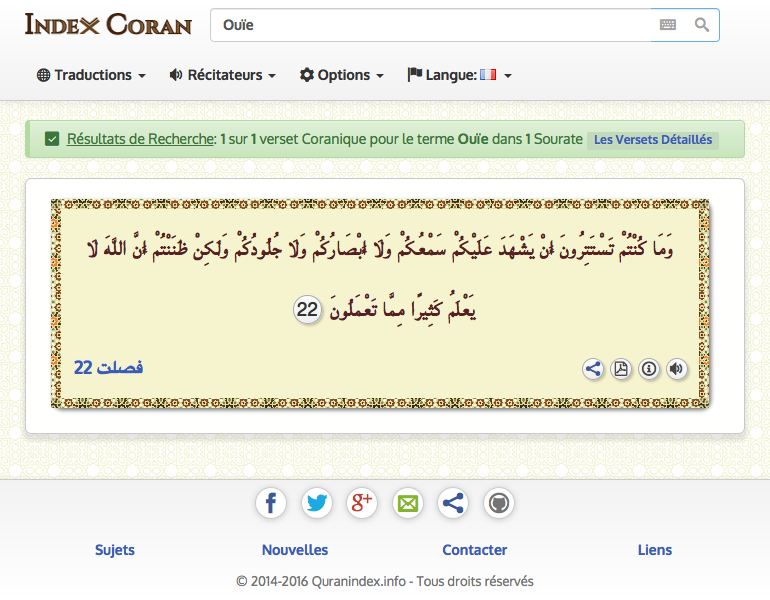 INDEX CORAN
Ouïe
Traductions
Récitateurs
Options
Langue:
Résultats de Recherche: 1 sur 1 verset Coranique pour le terme Ouïe dans 1 Sourate Les Versets Détaillés
وَمَا كُنْتُمْ تَسْتَتِرُونَ أَنْ يَشْهَدَ عَلَيْكُمْ سَمْعُكُمْ وَلَا أَبْصَارُكُمْ وَلَا جُلُودُكُمْ وَلَٰكِنْ ظَنَنْتُمْ أَنَّ اللَّهَ لَا
يَعْلَمُ كَثِيرًا مِمَّا تَعْمَلُونَ 22
فصلت 22
Sujets
Nouvelles
Contacter
Liens
© 2014-2016 Quranindex.info - Tous droits réservés